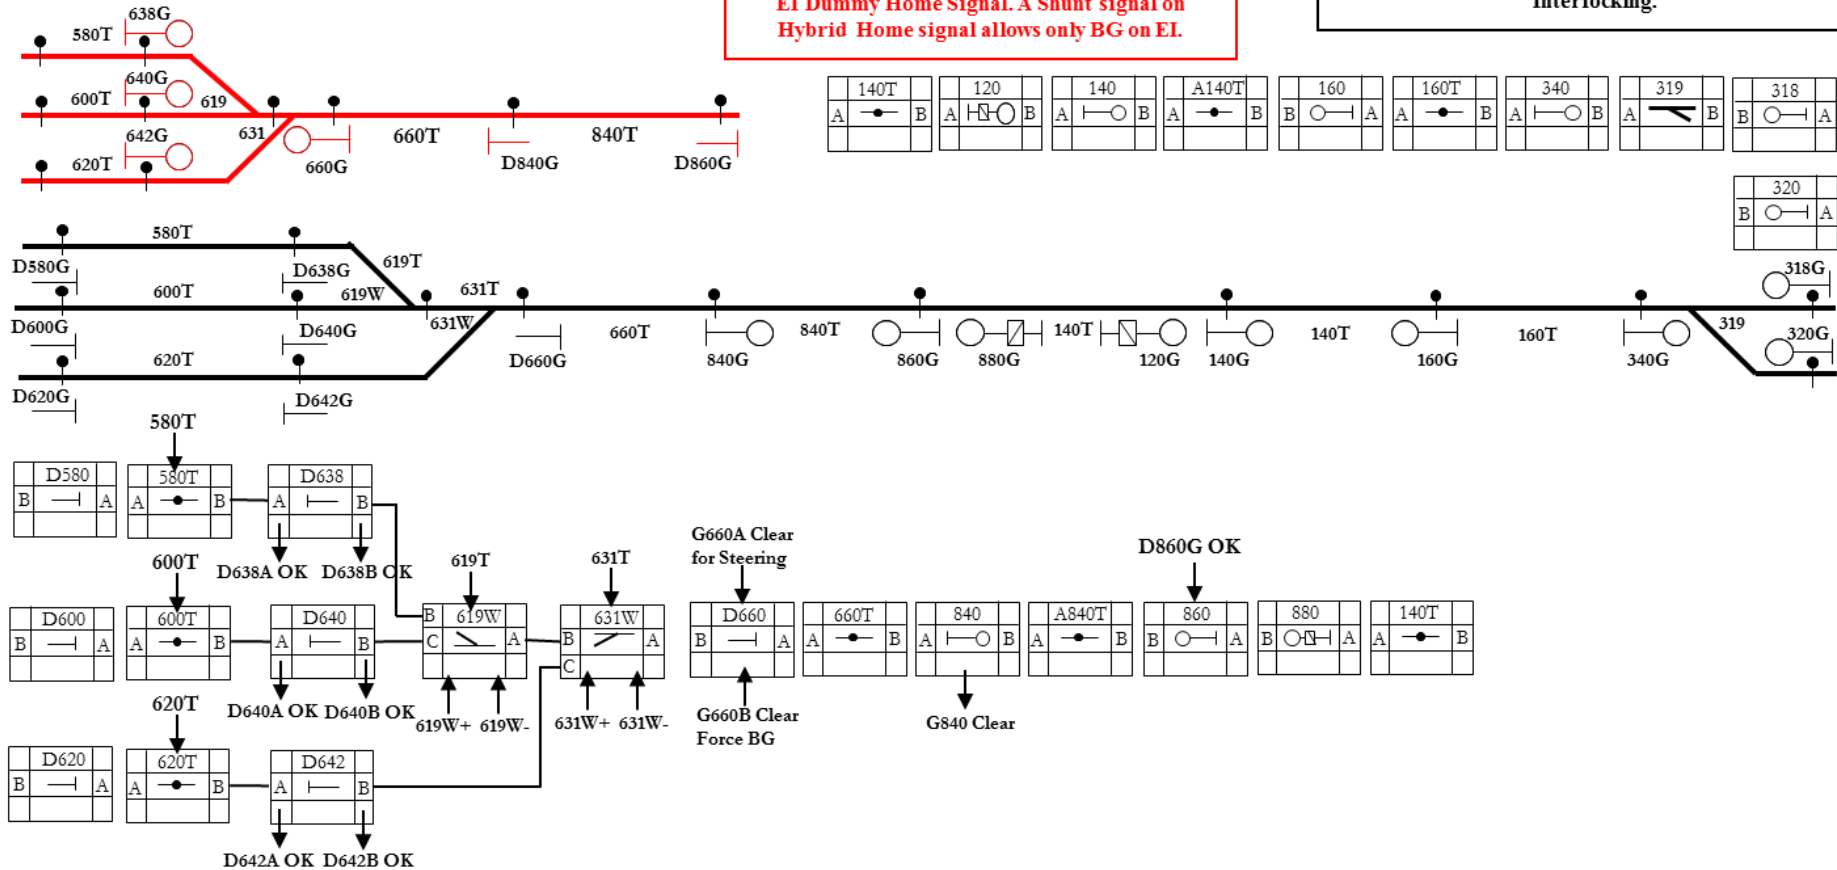 EI Dummy Home Signal. A Shunt signal on
Hybrid Home signal allows only BG on EI.
Interlocking.
638G
580T
640G
600T
619
642G
631
620T
660G
660T
D840G
840T
D860G
140T
A B
120
A B
140
A B
A140T
A B
160
B A
160T
A B
340
A B
319
A B
318
B A
320
B A
580T
D580G
D638G
619T
600T
619W
631T
D600G
D640G
631W
620T
D660G
660T
840G
840T
860G
880G
140T
120G
140G
140T
160G
160T
340G
319
318G
320G
D620G
D642G
580T
D580
B A
580T
A B
D638
A B
D638A OK D638B OK
600T
D600
B A
600T
A B
D640
A B
D640A OK D640B OK
619T
619W
B
C A
619W+ 619W-
631T
631W
B A
C
631W+ 631W-
G660A Clear
for Steering
D660
B A
G660B Clear
Force BG
660T
A B
840
A B
G840 Clear
A840T
A B
D860G OK
860
B A
880
B A
140T
A B
620T
D620
B A
620T
A B
D642
A B
D642A OK D642B OK